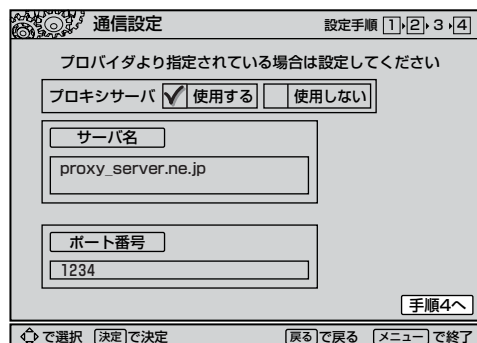 通信設定 設定手順 1 2 3 4
プロバイダより指定されている場合は設定してください
プロキシサーバ 使用する 使用しない
サーバ名
proxy_server.ne.jp
ポート番号
1234
手順4へ
で選択 決定で決定 戻るで戻る メニューで終了